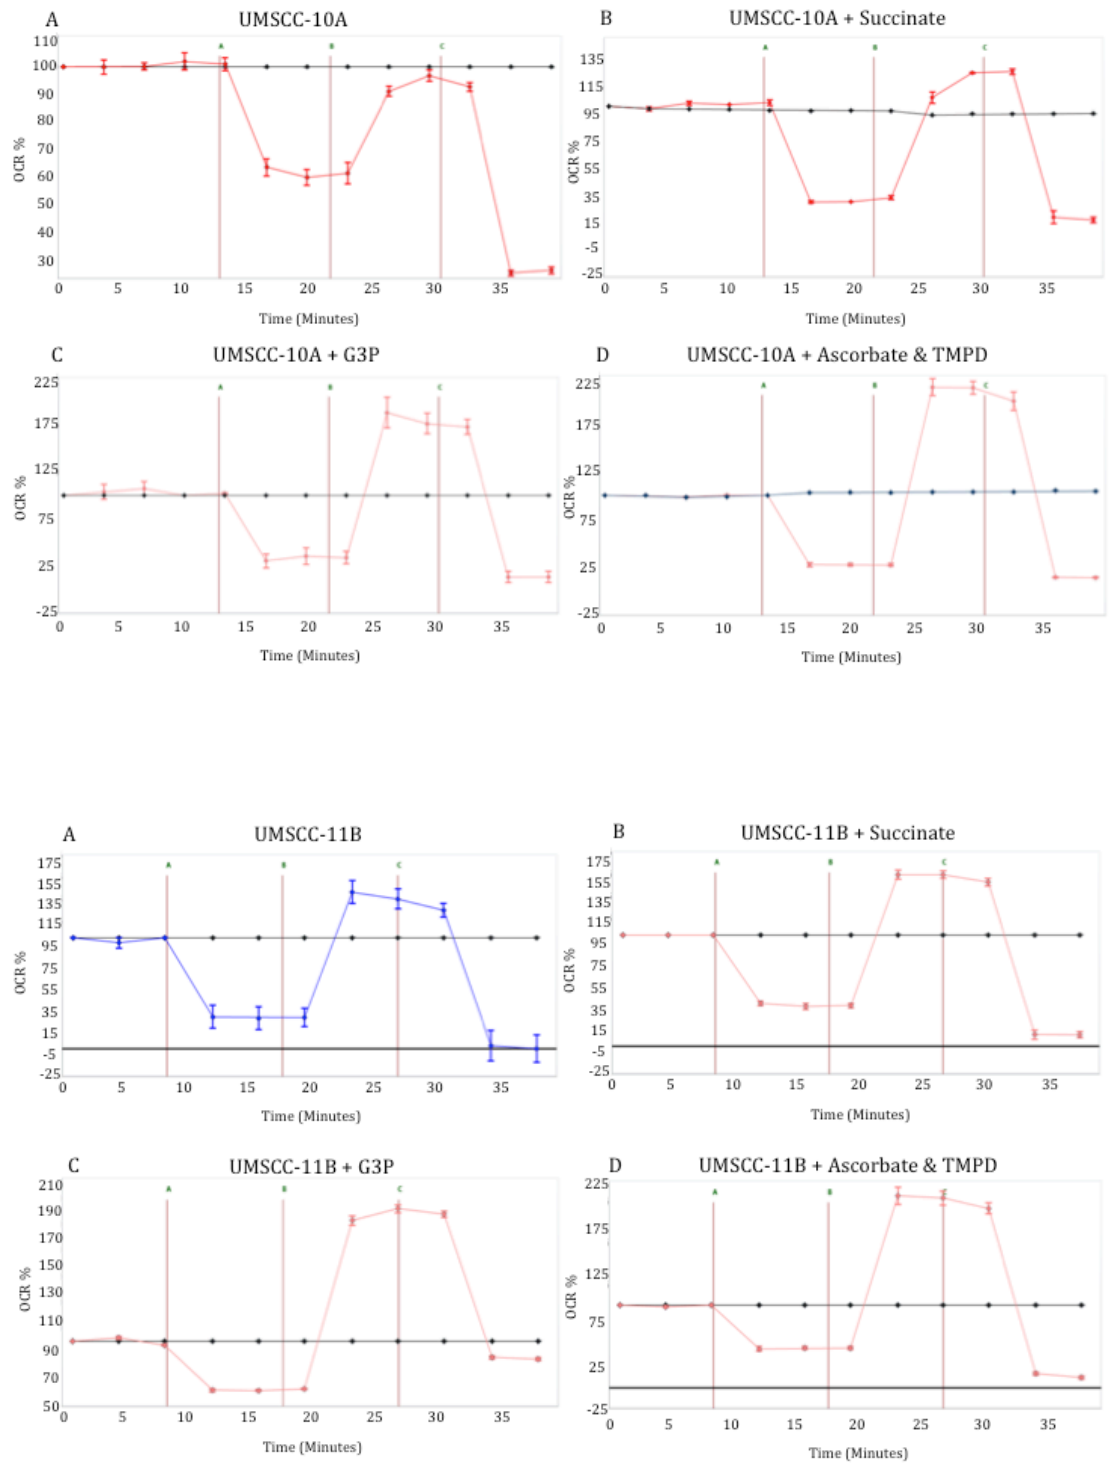 A
UMSCC-10A
110
100
90
80
70
60
50
40
30
OCR %
A
B
C
0 5 10 15 20 25 30 35
Time (Minutes)
B
UMSCC-10A + Succinate
135
115
95
75
55
35
15
-5
-25
OCR %
A
B
C
0 5 10 15 20 25 30 35
Time (Minutes)
C
UMSCC-10A + G3P
225
175
125
75
25
-25
OCR %
A
B
C
0 5 10 15 20 25 30 35
Time (Minutes)
D
UMSCC-10A + Ascorbate & TMPD
225
175
125
75
25
-25
OCR %
A
B
C
0 5 10 15 20 25 30 35
Time (Minutes)
A
UMSCC-11B
175
155
135
115
95
75
55
35
15
-5
-25
OCR %
A
B
C
0 5 10 15 20 25 30 35
Time (Minutes)
B
UMSCC-11B + Succinate
175
155
135
115
95
75
55
35
15
-5
-25
OCR %
A
B
C
0 5 10 15 20 25 30 35
Time (Minutes)
C
UMSCC-11B + G3P
210
190
170
150
130
110
90
70
50
OCR %
A
B
C
0 5 10 15 20 25 30 35
Time (Minutes)
D
UMSCC-11B + Ascorbate & TMPD
225
175
125
75
25
-25
OCR %
A
B
C
0 5 10 15 20 25 30 35
Time (Minutes)